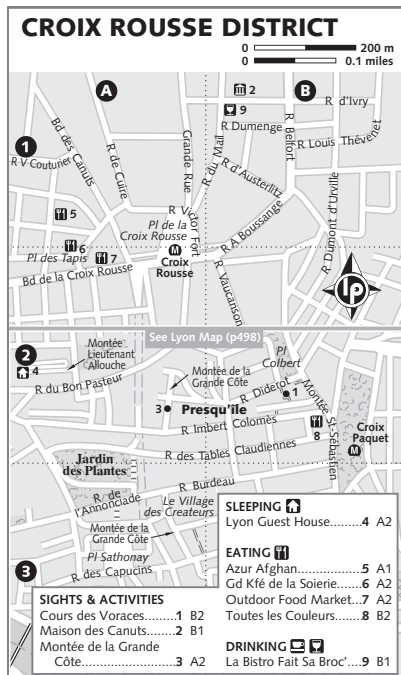 CROIX ROUSSE DISTRICT
0 200 m
0 0.1 miles
A
B
2
9
R d'Ivry
R Dumenge
R Belfort
R Louis Thévenet
1
Bd des Canuts
R V Couturier
R de Cuire
Grande Rue
R du Mail
R d'Austerlitz
5
R Victor Fort
Pl de la
Croix Rousse
R A Boussange
R Dumont d'Urville
6
7
Pl des Tapis
M
Croix
Rousse
Bd de la Croix Rousse
R Vaucanson
lp
See Lyon Map (p498)
2
4
Montée
Lieutenant
Allouche
Pl
Colbert
Montée de la
Grande Côte
R du Bon Pasteur
R Diderot
1
3
Presqu'île
Montée St-Sébastien
R Imbert Colomès
8
Croix
Paquet
M
R des Tables Claudiennes
Jardin
des Plantes
R Burdeau
R de
l'Annonciade
Le Village
des Createurs
Montée de la
Grande Côte
Pl Sathonay
3
R des Capucins
SIGHTS & ACTIVITIES
Cours des Voraces........1 B2
Maison des Canuts.......2 B1
Montée de la Grande
Côte........................3 A2
SLEEPING
Lyon Guest House.........4 A2
EATING
Azur Afghan..................5 A1
Gd Kfé de la Soierie......6 A2
Outdoor Food Market...7 A2
Toutes les Couleurs.......8 B2
DRINKING
La Bistro Fait Sa Broc'....9 B1